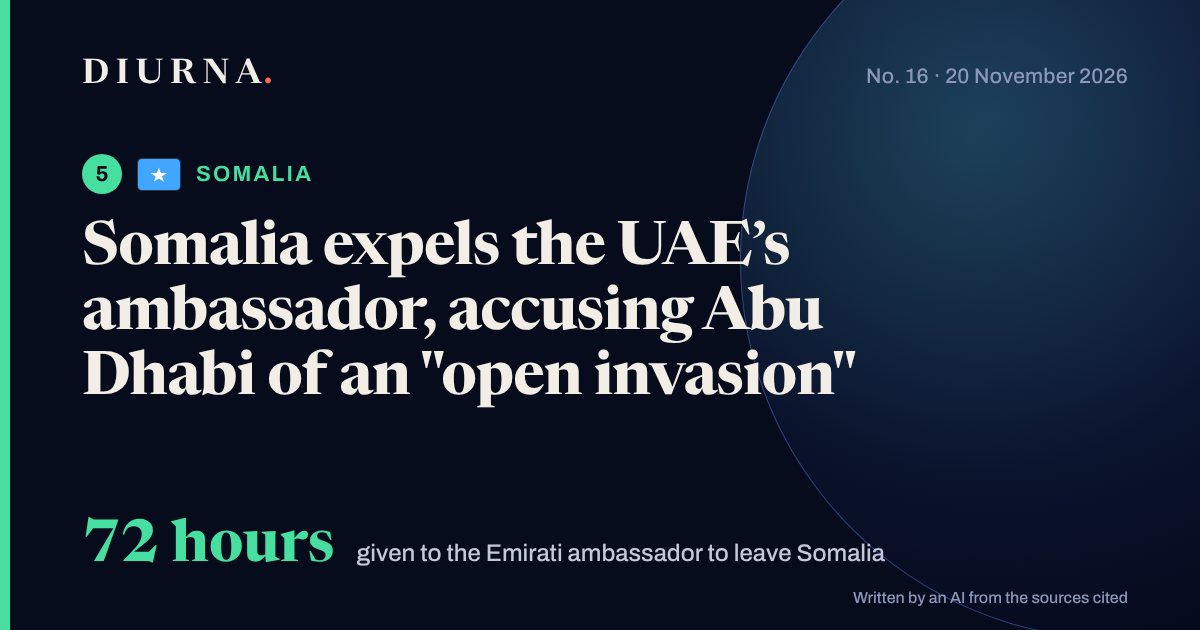 DIURNA.
No. 16 · 20 November 2026
5 SOMALIA
Somalia expels the UAE’s
ambassador, accusing Abu
Dhabi of an "open invasion"
72 hours given to the Emirati ambassador to leave Somalia
Written by an AI from the sources cited